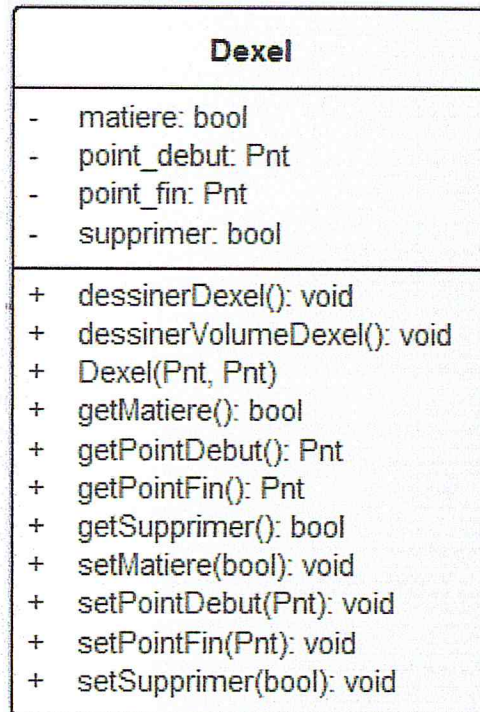 Dexel
- matiere: bool
- point_debut: Pnt
- point_fin: Pnt
- supprimer: bool
+ dessinerDexel(): void
+ dessinerVolumeDexel(): void
+ Dexel(Pnt, Pnt)
+ getMatiere(): bool
+ getPointDebut(): Pnt
+ getPointFin(): Pnt
+ getSupprimer(): bool
+ setMatiere(bool): void
+ setPointDebut(Pnt): void
+ setPointFin(Pnt): void
+ setSupprimer(bool): void